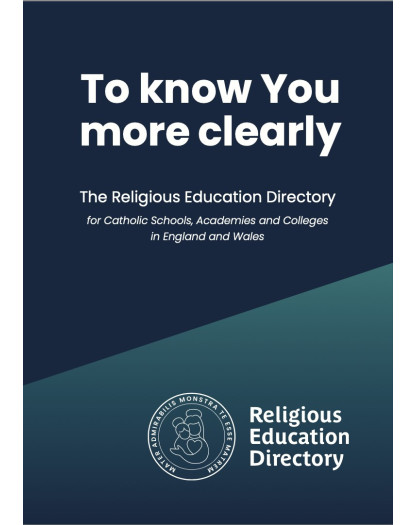 To know You
more clearly
The Religious Education Directory
for Catholic Schools, Academies and Colleges
in England and Wales
MATER ADMIRABILIS MONSTRA TE ESSE MATREM
Religious
Education
Directory